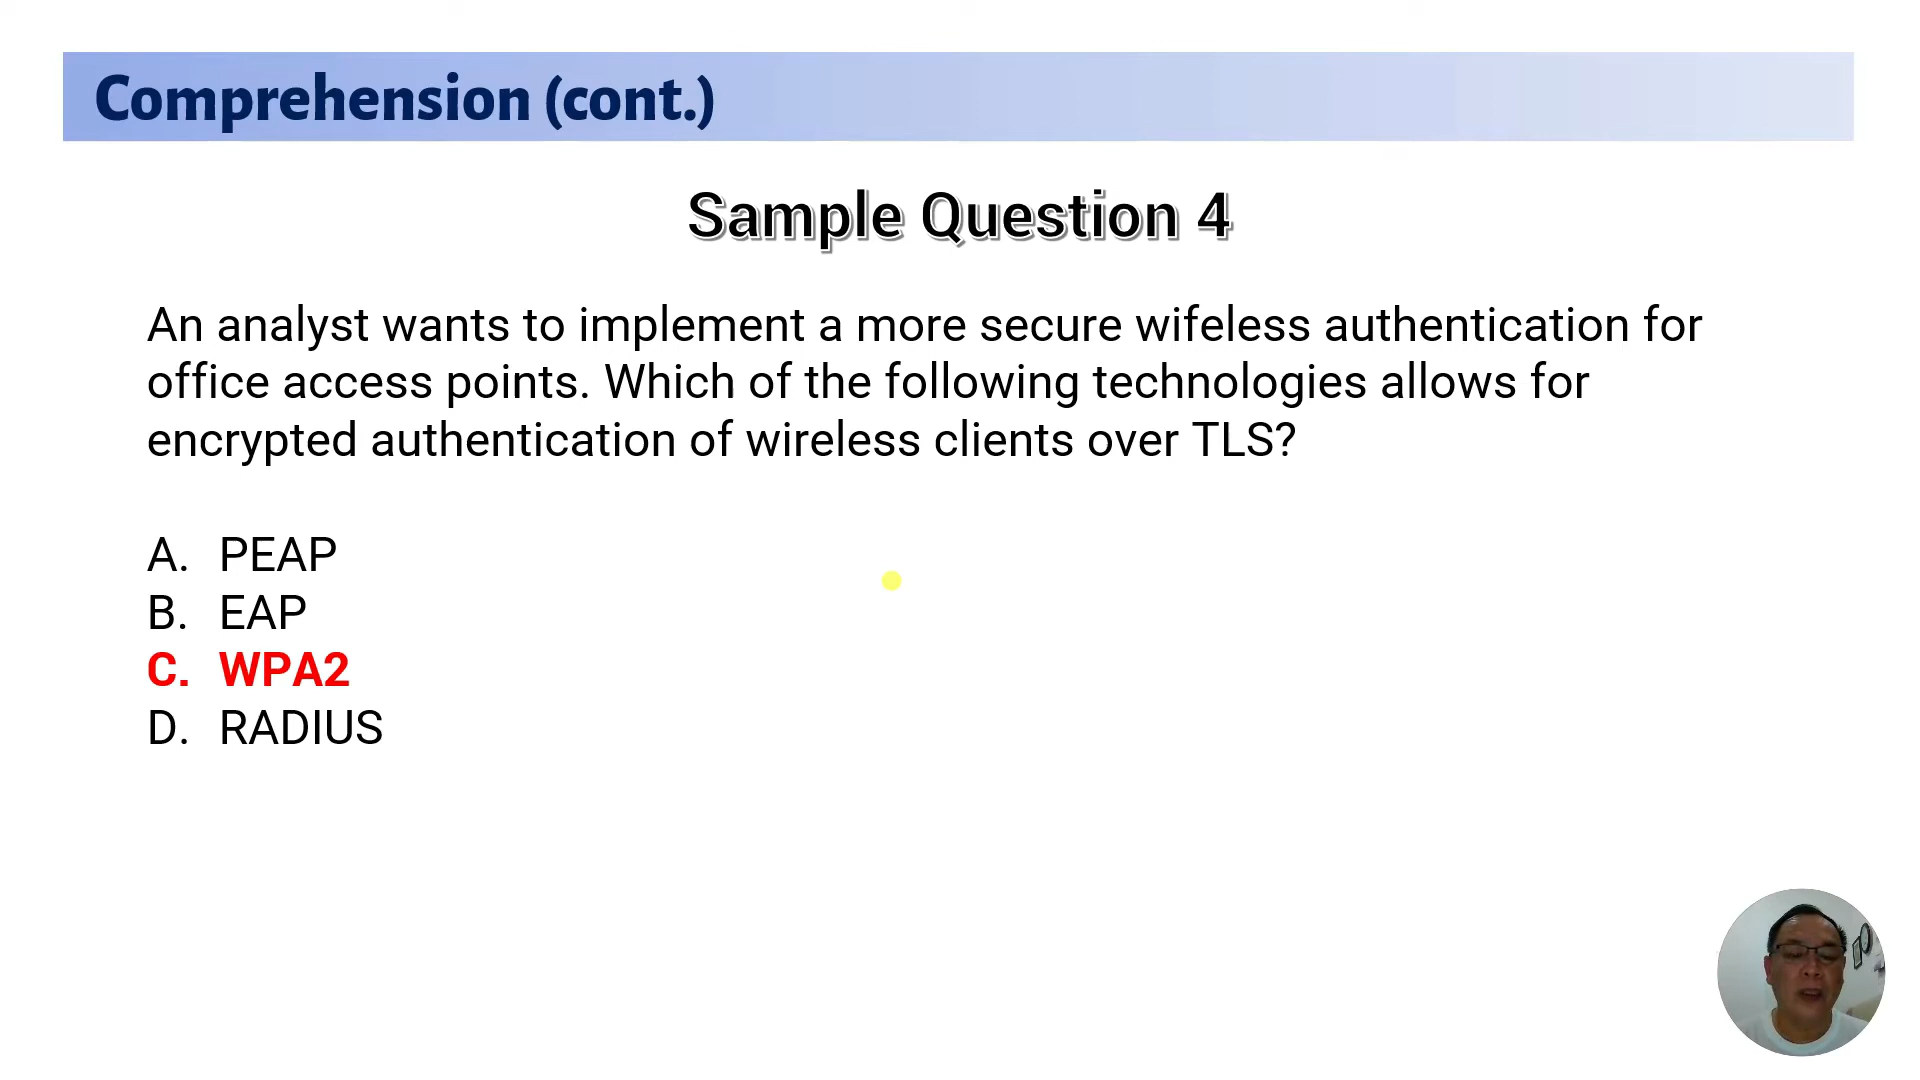 Comprehension (cont.)
Sample Question 4
An analyst wants to implement a more secure wifeless authentication for
office access points. Which of the following technologies allows for
encrypted authentication of wireless clients over TLS?
A. PEAP
B. EAP
C. WPA2
D. RADIUS